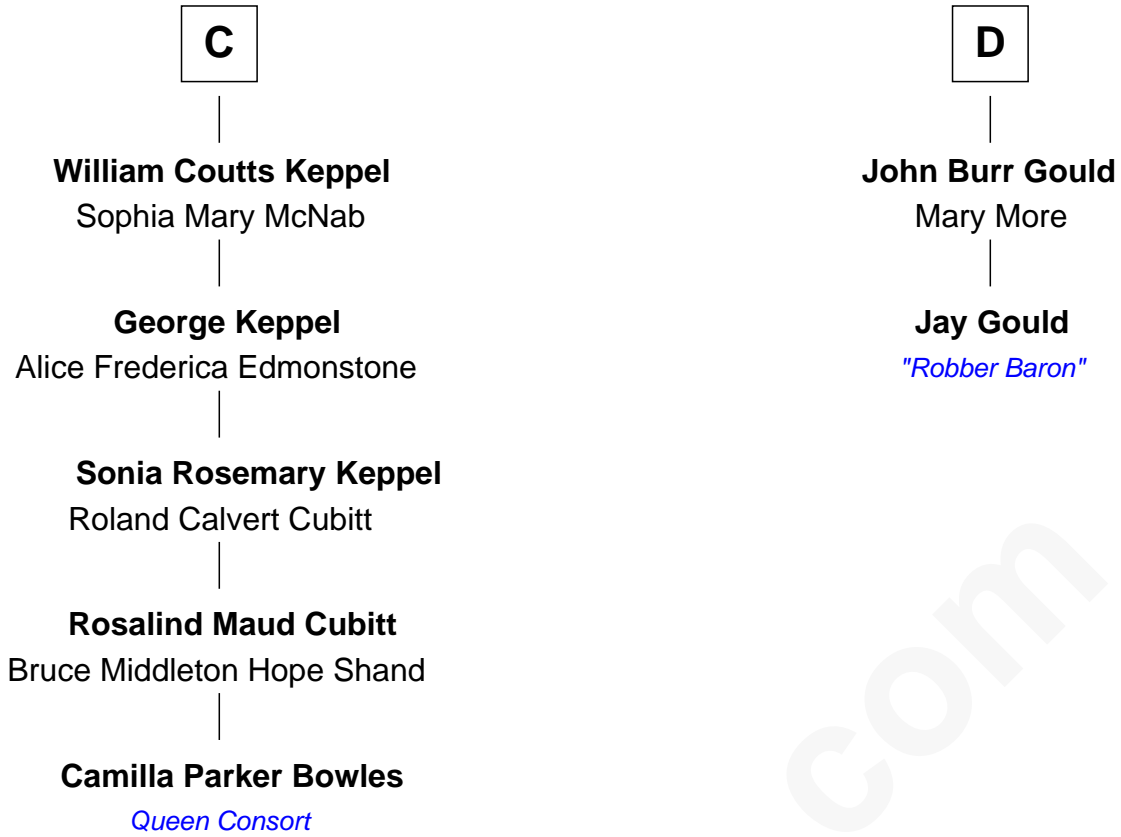 C
William Coutts Keppel
Sophia Mary McNab
George Keppel
Alice Frederica Edmonstone
Sonia Rosemary Keppel
Roland Calvert Cubitt
Rosalind Maud Cubitt
Bruce Middleton Hope Shand
Camilla Parker Bowles
Queen Consort
D
John Burr Gould
Mary More
Jay Gould
"Robber Baron"
com